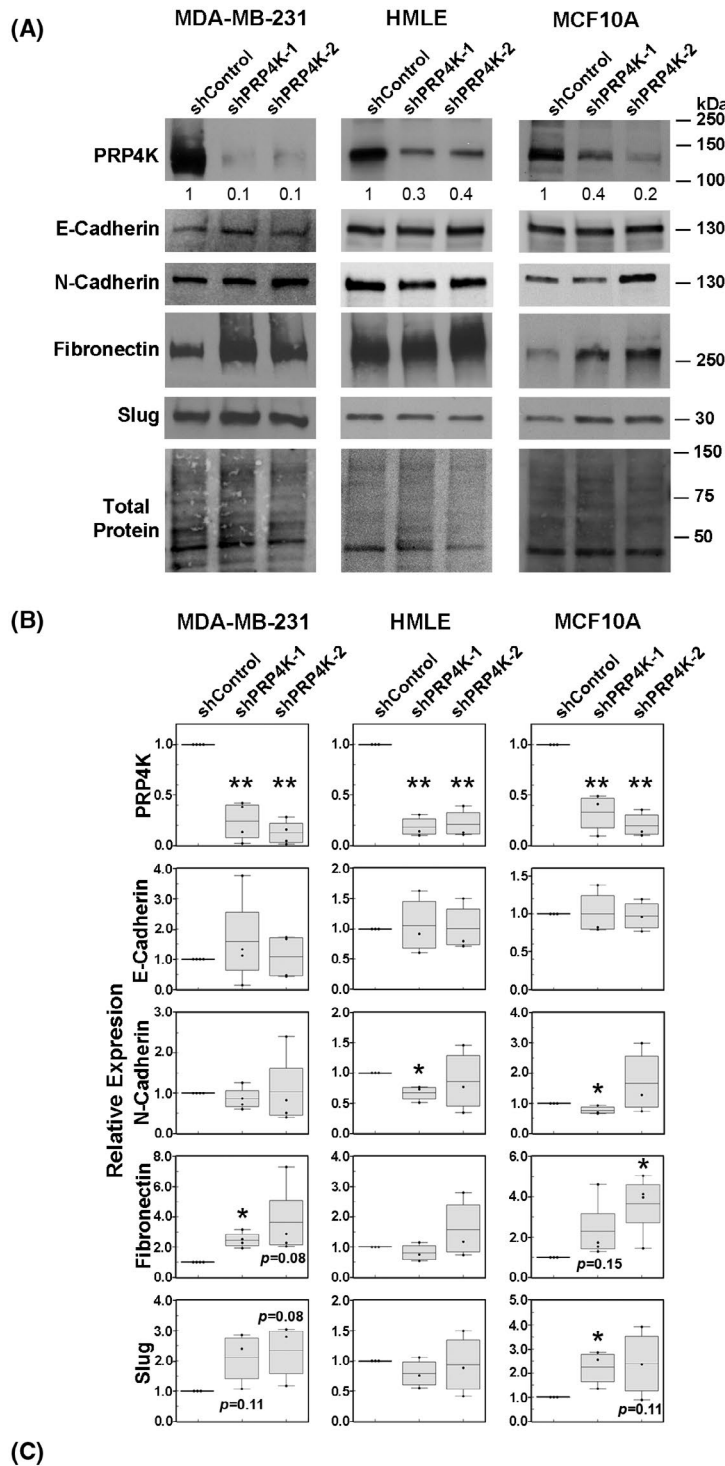 (A)
MDA-MB-231 HMLE MCF10A
shControl shPRP4K-1 shPRP4K-2 shControl shPRP4K-1 shPRP4K-2 shControl shPRP4K-1 shPRP4K-2
kDa
250
PRP4K 150
100
1 0.1 0.1 1 0.3 0.4 1 0.4 0.2
E-Cadherin 130
N-Cadherin 130
Fibronectin 250
Slug 30
150
Total Protein 75
50
(B)
MDA-MB-231 HMLE MCF10A
shControl shPRP4K-1 shPRP4K-2 shControl shPRP4K-1 shPRP4K-2 shControl shPRP4K-1 shPRP4K-2
Relative Expresion
PRP4K
1.0 0.5 0.0 ** **
1.0 0.5 0.0 ** **
1.0 0.5 0.0 ** **
E-Cadherin
4.0 3.0 2.0 1.0 0.0
2.0 1.5 1.0 0.5 0.0
1.5 1.0 0.5 0.0
N-Cadherin
3.0 2.0 1.0 0.0
2.0 1.5 1.0 0.5 0.0 *
4.0 3.0 2.0 1.0 0.0 *
Fibronectin
8.0 6.0 4.0 2.0 0.0 * p=0.08
4.0 3.0 2.0 1.0 0.0
6.0 4.0 2.0 0.0 p=0.15 *
Slug
4.0 3.0 2.0 1.0 0.0 p=0.11 p=0.08
2.0 1.5 1.0 0.5 0.0
5.0 4.0 3.0 2.0 1.0 0.0 * p=0.11
(C)